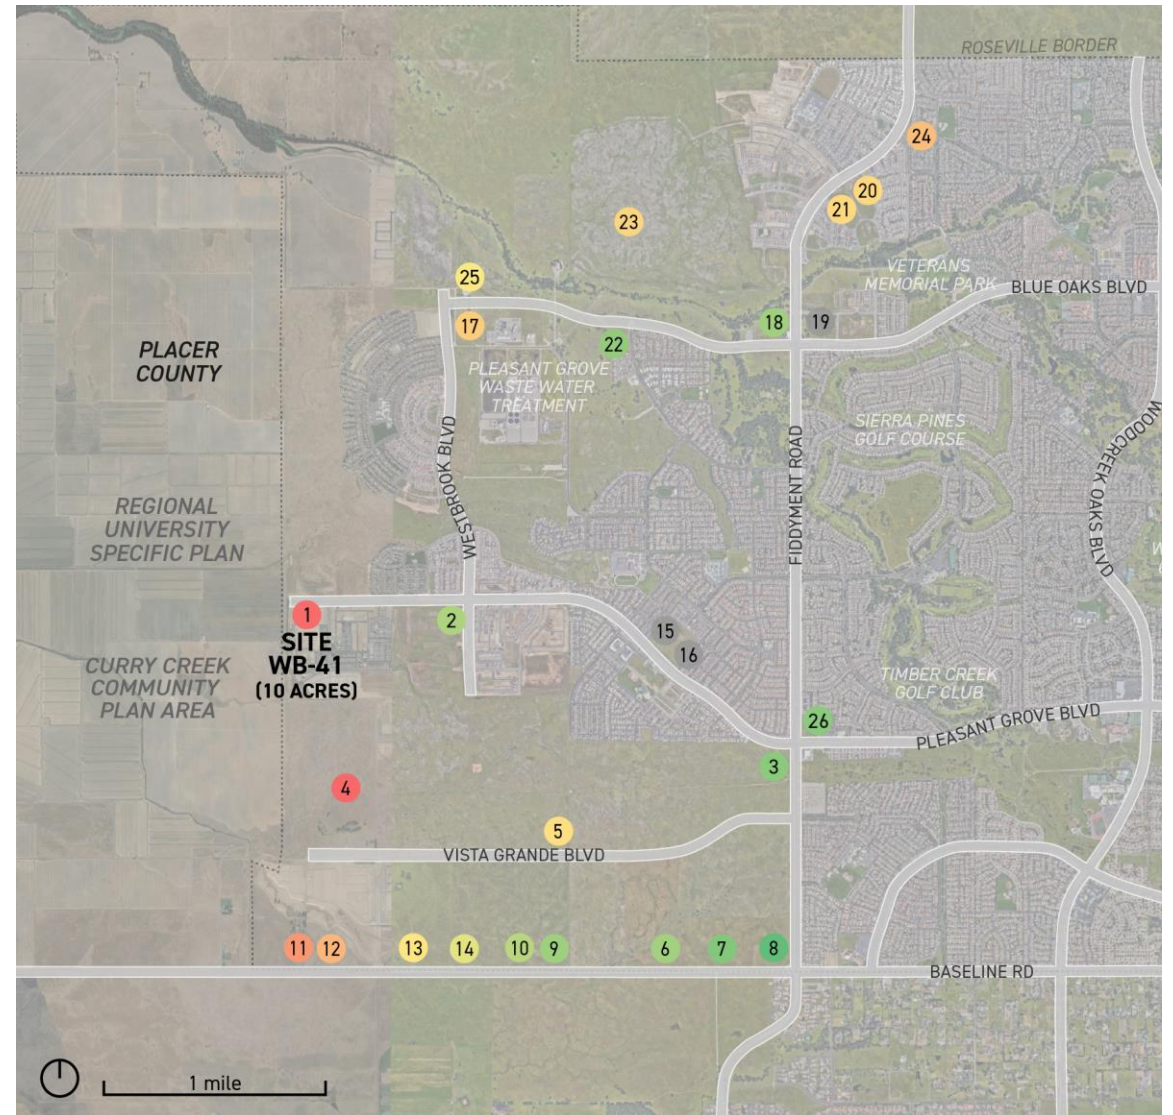 ROSEVILLE BORDER
24
20
21
23
VETERANS
MEMORIAL PARK
25
BLUE OAKS BLVD
17
18
19
22
PLACER
COUNTY
PLEASANT GROVE
WASTE WATER
TREATMENT
SIERRA PINES
GOLF COURSE
WESTBROOK BLVD
FIDDYMENT ROAD
WOODCREEK OAKS BLVD
REGIONAL
UNIVERSITY
SPECIFIC PLAN
1
SITE
WB-41
(10 ACRES)
2
15
16
CURRY CREEK
COMMUNITY
PLAN AREA
TIMBER CREEK
GOLF CLUB
26
PLEASANT GROVE BLVD
3
4
5
VISTA GRANDE BLVD
11
12
13
14
10
9
6
7
8
BASELINE RD
1 mile